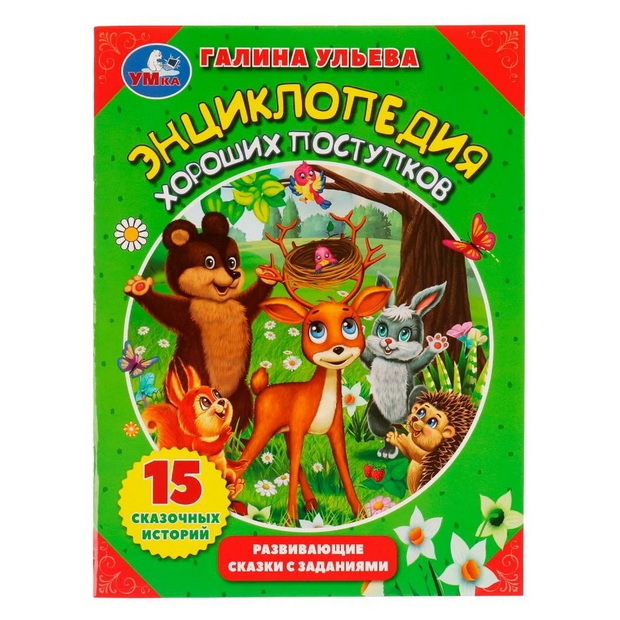 УМка
ГАЛИНА УЛЬЕВА
ЭНЦИКЛОПЕДИЯ
ХОРОШИХ ПОСТУПКОВ
15
СКАЗОЧНЫХ
ИСТОРИЙ
РАЗВИВАЮЩИЕ
СКАЗКИ С ЗАДАНИЯМИ